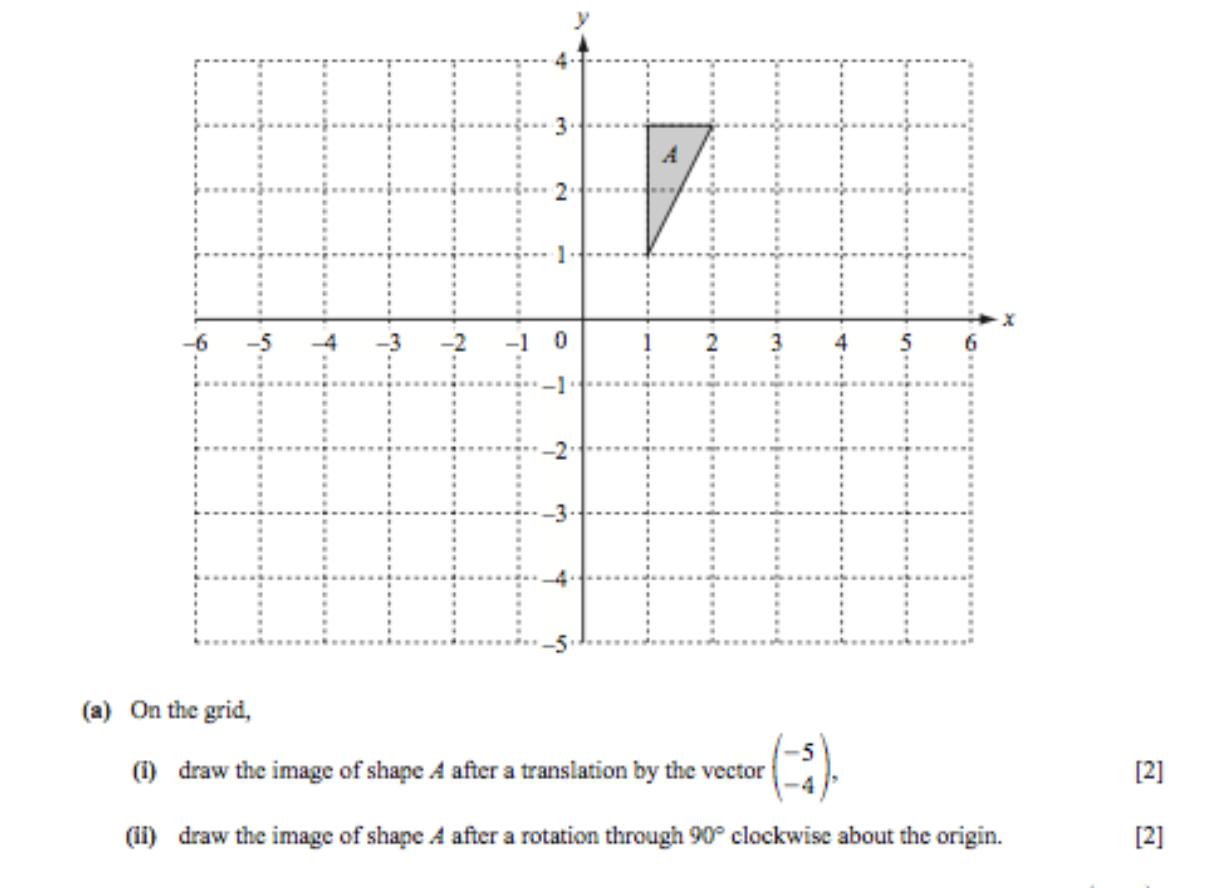 y
4
3
A
2
1
x
–6 –5 –4 –3 –2 –1 0 1 2 3 4 5 6
–1
–2
–3
–4
–5
(a) On the grid,
(i) draw the image of shape A after a translation by the vector (–5
–4),
[2]
(ii) draw the image of shape A after a rotation through 90° clockwise about the origin. [2]